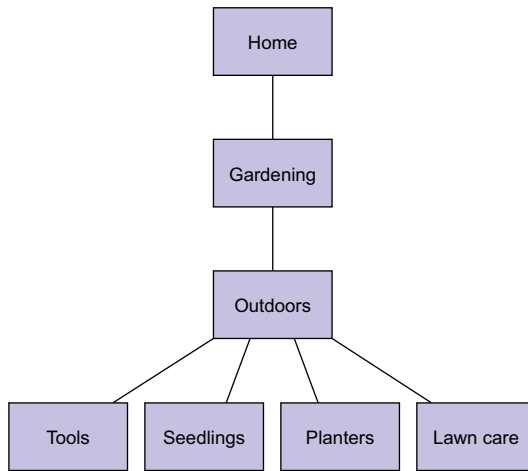 Home
Gardening
Outdoors
Tools
Seedlings
Planters
Lawn care